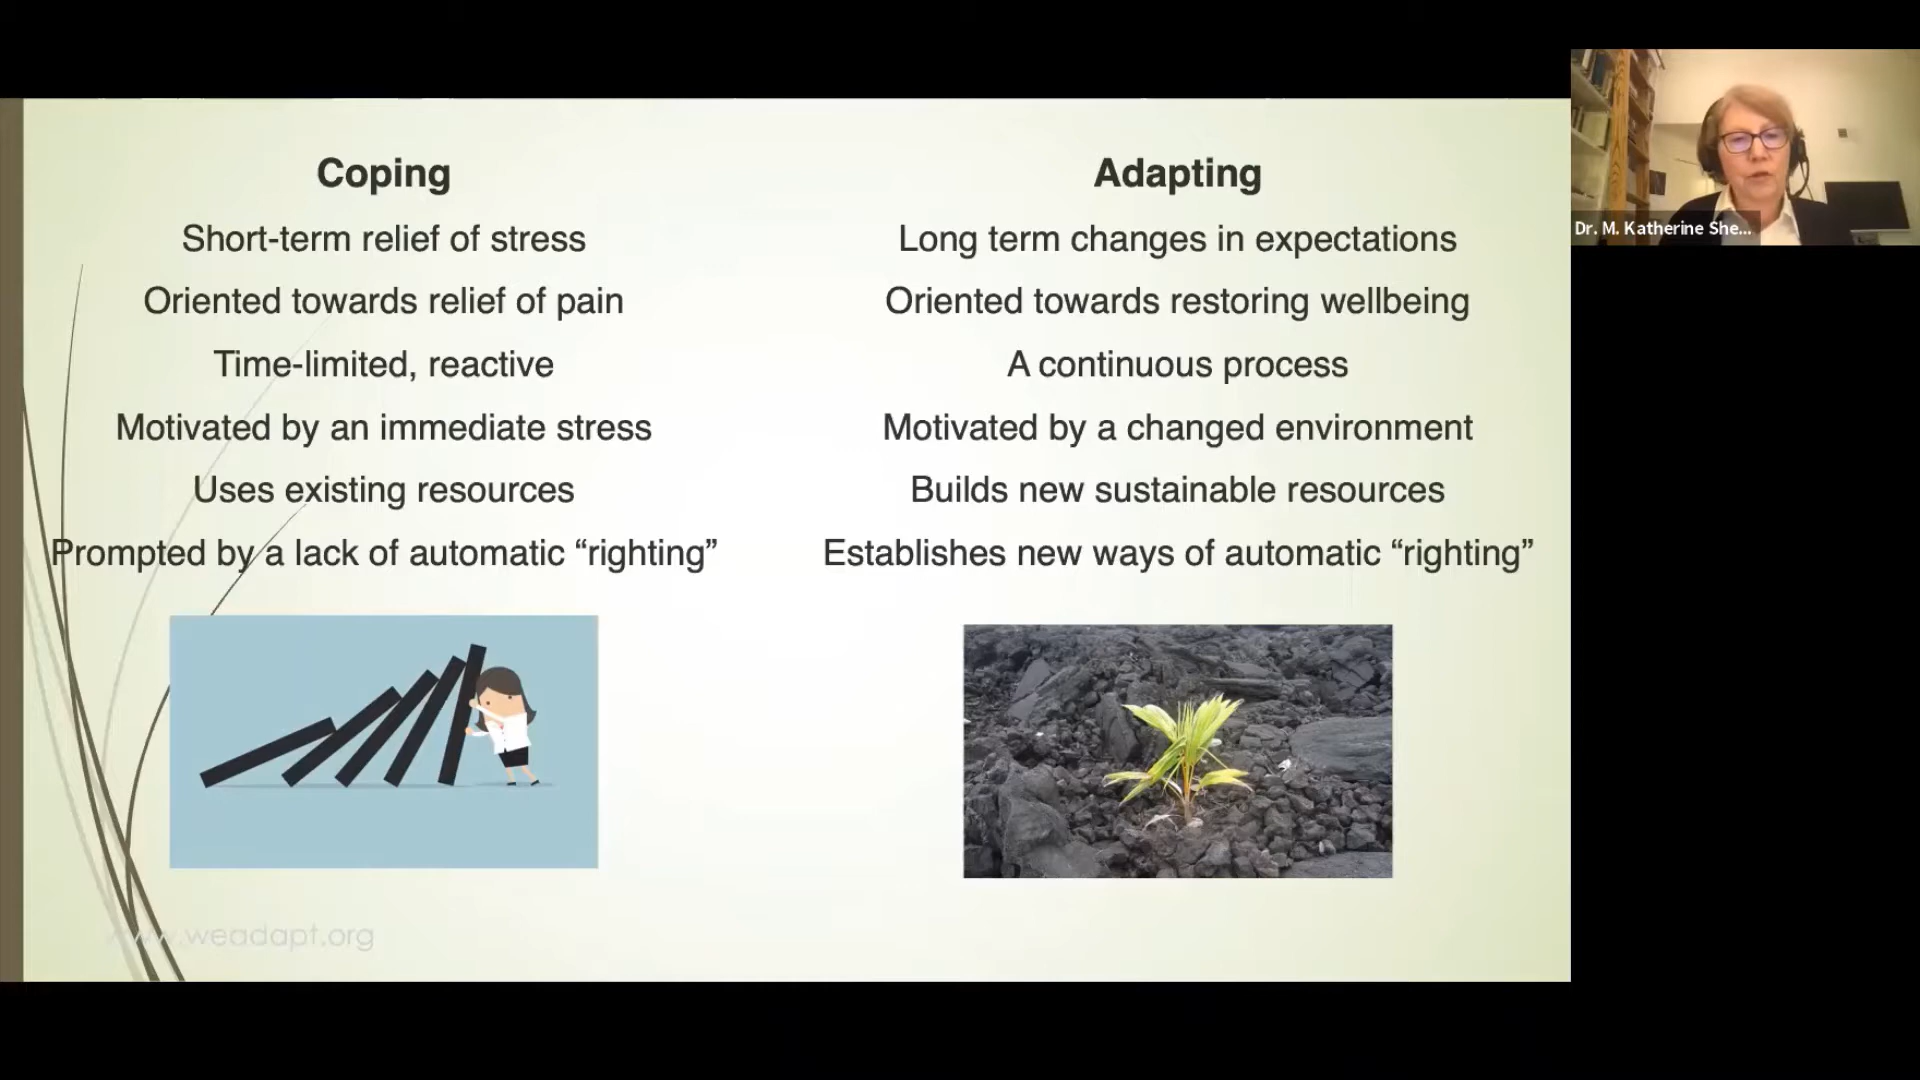 Coping
Short-term relief of stress
Oriented towards relief of pain
Time-limited, reactive
Motivated by an immediate stress
Uses existing resources
Prompted by a lack of automatic “righting”
Adapting
Long term changes in expectations
Oriented towards restoring wellbeing
A continuous process
Motivated by a changed environment
Builds new sustainable resources
Establishes new ways of automatic “righting”
www.weadapt.org
Dr. M. Katherine She...